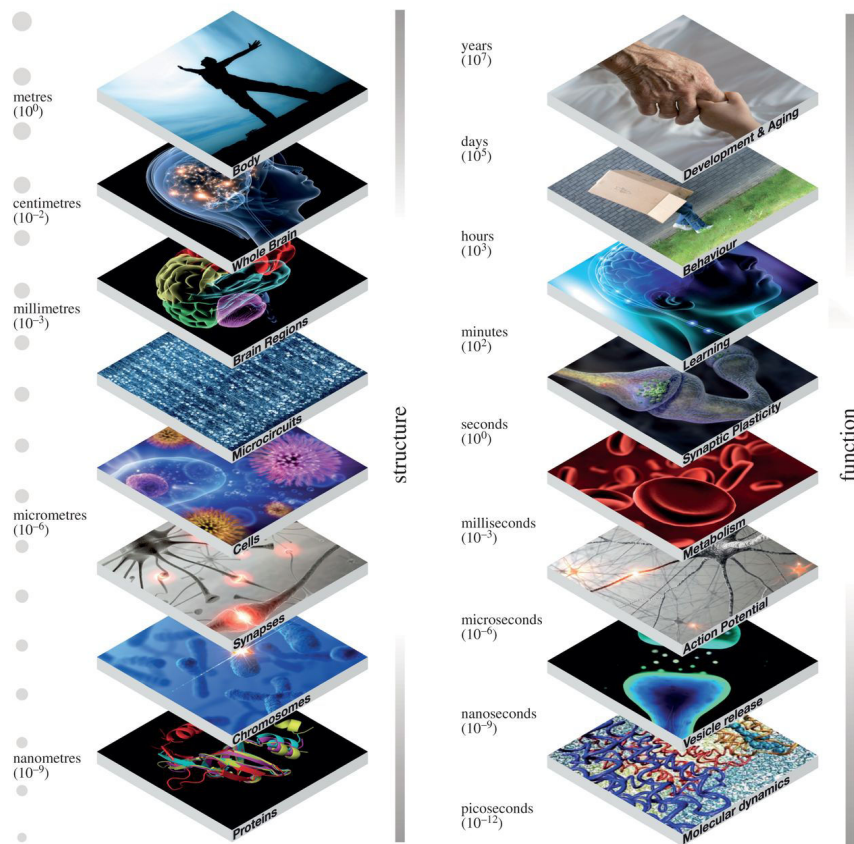 metres
(10⁰)
centimetres
(10⁻²)
millimetres
(10⁻³)
micrometres
(10⁻⁶)
nanometres
(10⁻⁹)
Body
Whole Brain
Brain Regions
Microcircuits
Cells
Synapses
Chromosomes
Proteins
structure
years
(10⁷)
days
(10⁵)
hours
(10³)
minutes
(10²)
seconds
(10⁰)
milliseconds
(10⁻³)
microseconds
(10⁻⁶)
nanoseconds
(10⁻⁹)
picoseconds
(10⁻¹²)
Development & Aging
Behaviour
Learning
Synaptic Plasticity
Metabolism
Action Potential
Vesicle release
Molecular dynamics
function